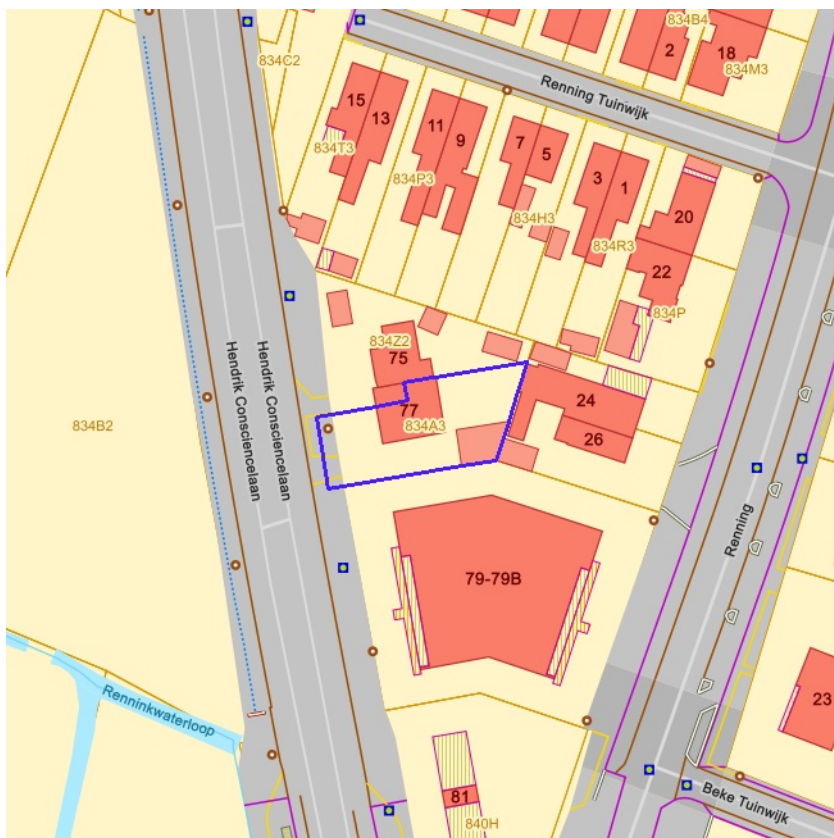 834B4
2
18
834M3
834C2
Renning Tuinwijk
15
13
834T3
11
9
834P3
7
5
834H3
3
1
834R3
20
22
834P
Hendrik Consciencelaan
Hendrik Consciencelaan
834Z2
75
77
834A3
24
26
834B2
Renning
79-79B
23
Renninkwaterloop
Beke Tuinwijk
81
840H